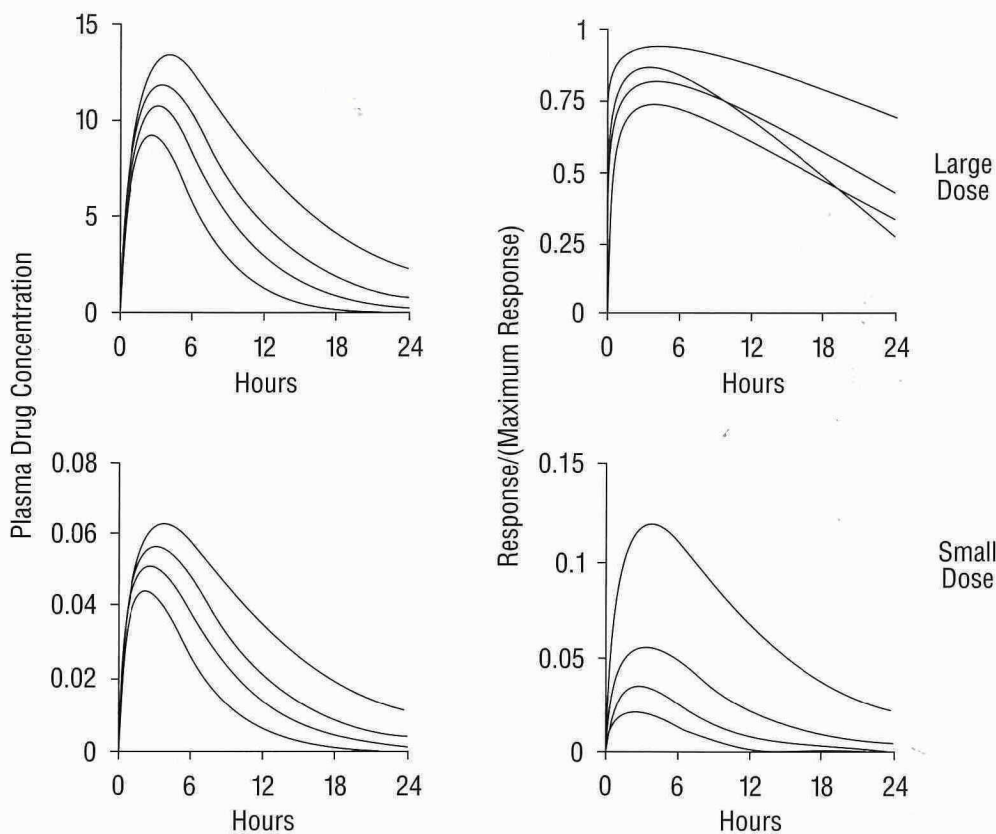 Plasma Drug Concentration
15
10
5
0
0 6 12 18 24
Hours
Response/(Maximum Response)
1
0.75
0.5
0.25
0
0 6 12 18 24
Hours
Large
Dose
0.08
0.06
0.04
0.02
0
0 6 12 18 24
Hours
0.15
0.1
0.05
0
0 6 12 18 24
Hours
Small
Dose